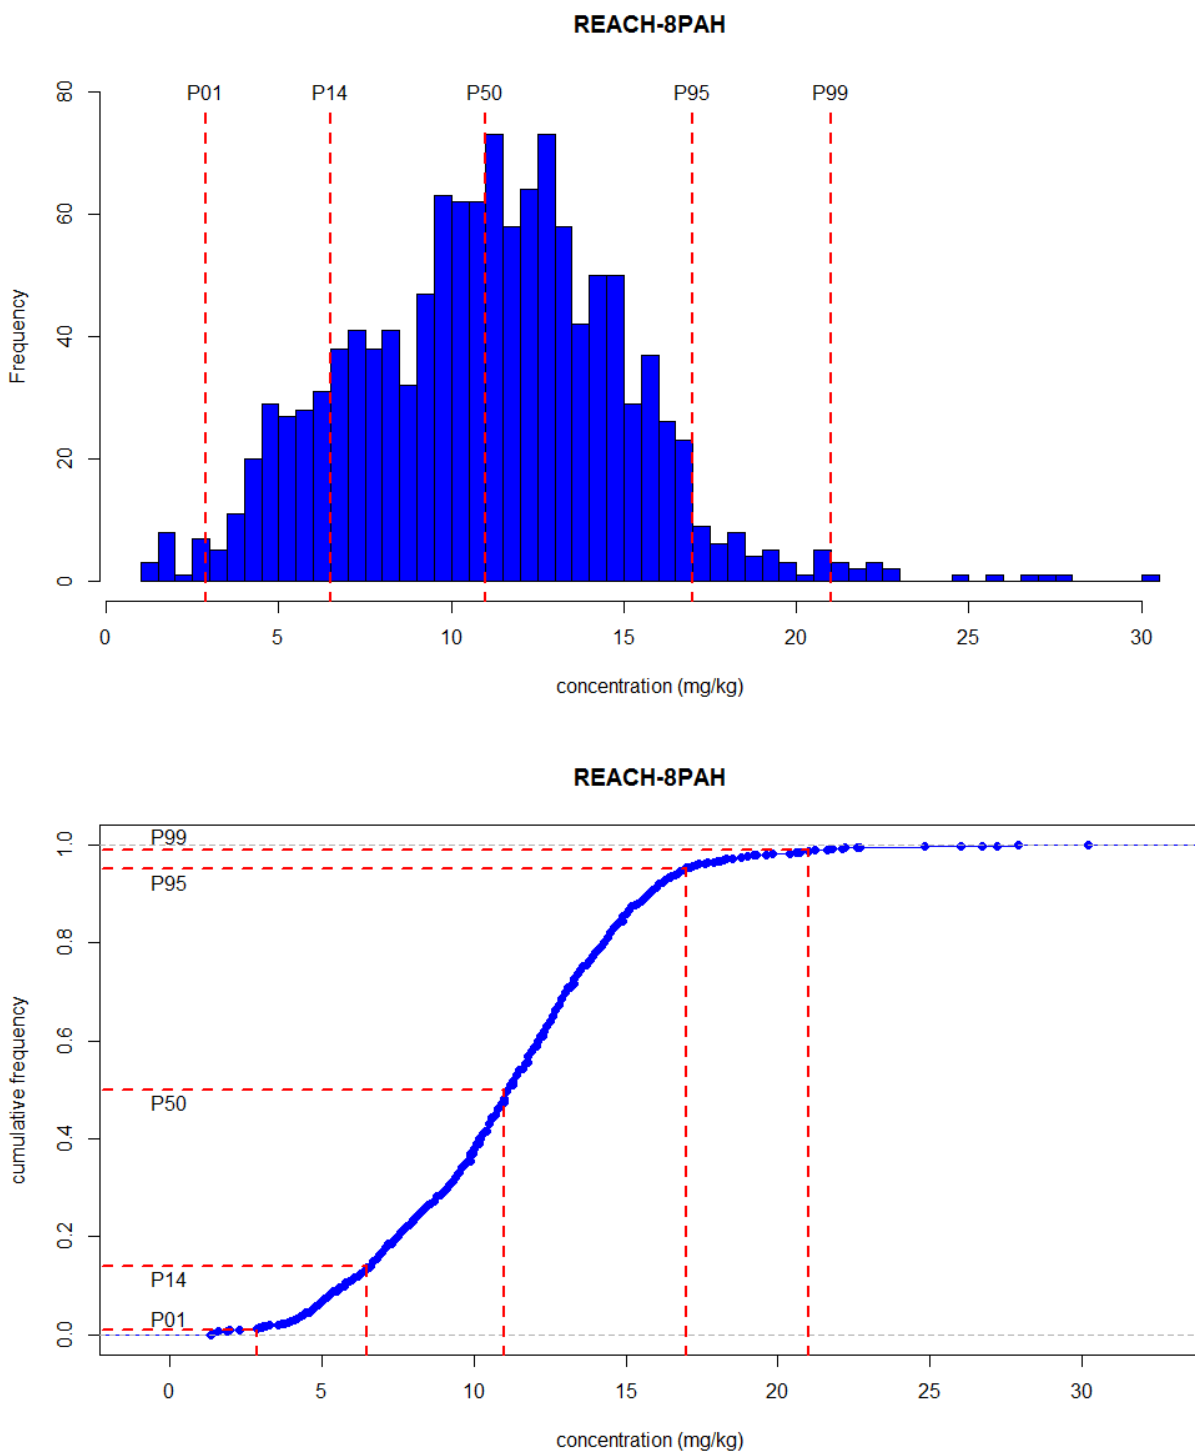 REACH-8PAH
P01 P14 P50 P95 P99
80
60
40
20
0
Frequency
0 5 10 15 20 25 30
concentration (mg/kg)
REACH-8PAH
P99
P95
P50
P14
P01
1.0
0.8
0.6
0.4
0.2
0.0
cumulative frequency
0 5 10 15 20 25 30
concentration (mg/kg)